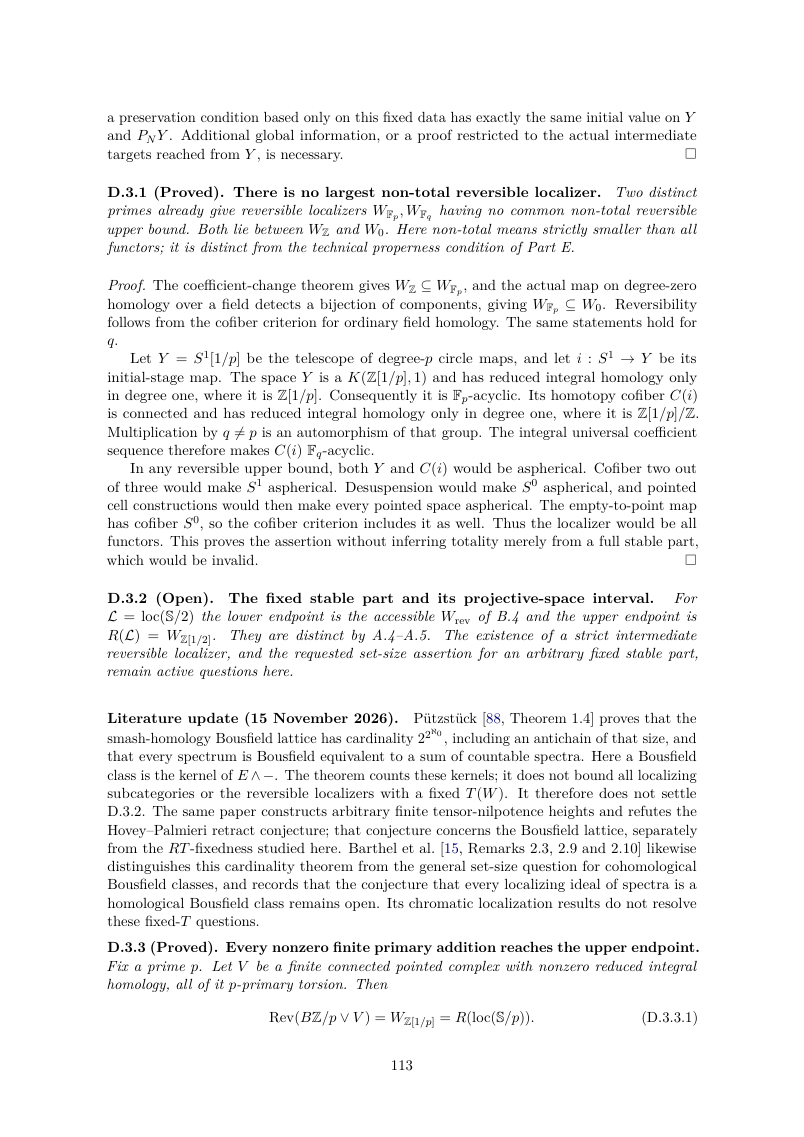 a preservation condition based only on this fixed data has exactly the same initial value on Y
and P_N Y. Additional global information, or a proof restricted to the actual intermediate
targets reached from Y, is necessary. □
D.3.1 (Proved). There is no largest non-total reversible localizer. Two distinct
primes already give reversible localizers W_{𝔽_p}, W_{𝔽_q} having no common non-total reversible
upper bound. Both lie between W_ℤ and W_0. Here non-total means strictly smaller than all
functors; it is distinct from the technical properness condition of Part E.
Proof. The coefficient-change theorem gives W_ℤ ⊆ W_{𝔽_p}, and the actual map on degree-zero
homology over a field detects a bijection of components, giving W_{𝔽_p} ⊆ W_0. Reversibility
follows from the cofiber criterion for ordinary field homology. The same statements hold for
q.
Let Y = S^1[1/p] be the telescope of degree-p circle maps, and let i : S^1 → Y be its
initial-stage map. The space Y is a K(ℤ[1/p], 1) and has reduced integral homology only
in degree one, where it is ℤ[1/p]. Consequently it is 𝔽_p-acyclic. Its homotopy cofiber C(i)
is connected and has reduced integral homology only in degree one, where it is ℤ[1/p]/ℤ.
Multiplication by q ≠ p is an automorphism of that group. The integral universal coefficient
sequence therefore makes C(i) 𝔽_q-acyclic.
In any reversible upper bound, both Y and C(i) would be aspherical. Cofiber two out
of three would make S^1 aspherical. Desuspension would make S^0 aspherical, and pointed
cell constructions would then make every pointed space aspherical. The empty-to-point map
has cofiber S^0, so the cofiber criterion includes it as well. Thus the localizer would be all
functors. This proves the assertion without inferring totality merely from a full stable part,
which would be invalid. □
D.3.2 (Open). The fixed stable part and its projective-space interval. For
ℒ = loc(𝕊/2) the lower endpoint is the accessible W_rev of B.4 and the upper endpoint is
R(ℒ) = W_{ℤ[1/2]}. They are distinct by A.4–A.5. The existence of a strict intermediate
reversible localizer, and the requested set-size assertion for an arbitrary fixed stable part,
remain active questions here.
Literature update (15 November 2026). Pützstück [88, Theorem 1.4] proves that the
smash-homology Bousfield lattice has cardinality 2^{2^{ℵ_0}}, including an antichain of that size, and
that every spectrum is Bousfield equivalent to a sum of countable spectra. Here a Bousfield
class is the kernel of E ∧ −. The theorem counts these kernels; it does not bound all localizing
subcategories or the reversible localizers with a fixed T(W). It therefore does not settle
D.3.2. The same paper constructs arbitrary finite tensor-nilpotence heights and refutes the
Hovey–Palmieri retract conjecture; that conjecture concerns the Bousfield lattice, separately
from the RT-fixedness studied here. Barthel et al. [15, Remarks 2.3, 2.9 and 2.10] likewise
distinguishes this cardinality theorem from the general set-size question for cohomological
Bousfield classes, and records that the conjecture that every localizing ideal of spectra is a
homological Bousfield class remains open. Its chromatic localization results do not resolve
these fixed-T questions.
D.3.3 (Proved). Every nonzero finite primary addition reaches the upper endpoint.
Fix a prime p. Let V be a finite connected pointed complex with nonzero reduced integral
homology, all of it p-primary torsion. Then
Rev(Bℤ/p ∨ V) = W_{ℤ[1/p]} = R(loc(𝕊/p)). (D.3.3.1)
113